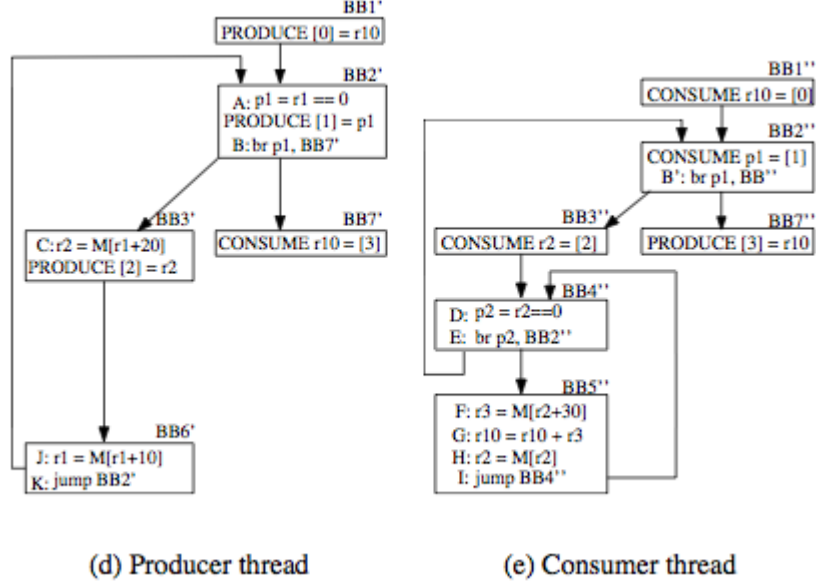 BB1'
PRODUCE [0] = r10
BB2'
A: p1 = r1 == 0
PRODUCE [1] = p1
B: br p1, BB7'
BB3'
C: r2 = M[r1+20]
PRODUCE [2] = r2
BB7'
CONSUME r10 = [3]
BB6'
J: r1 = M[r1+10]
K: jump BB2'
(d) Producer thread
BB1''
CONSUME r10 = [0]
BB2''
CONSUME p1 = [1]
B': br p1, BB''
BB3''
CONSUME r2 = [2]
BB7''
PRODUCE [3] = r10
BB4''
D: p2 = r2==0
E: br p2, BB2''
BB5''
F: r3 = M[r2+30]
G: r10 = r10 + r3
H: r2 = M[r2]
I: jump BB4''
(e) Consumer thread